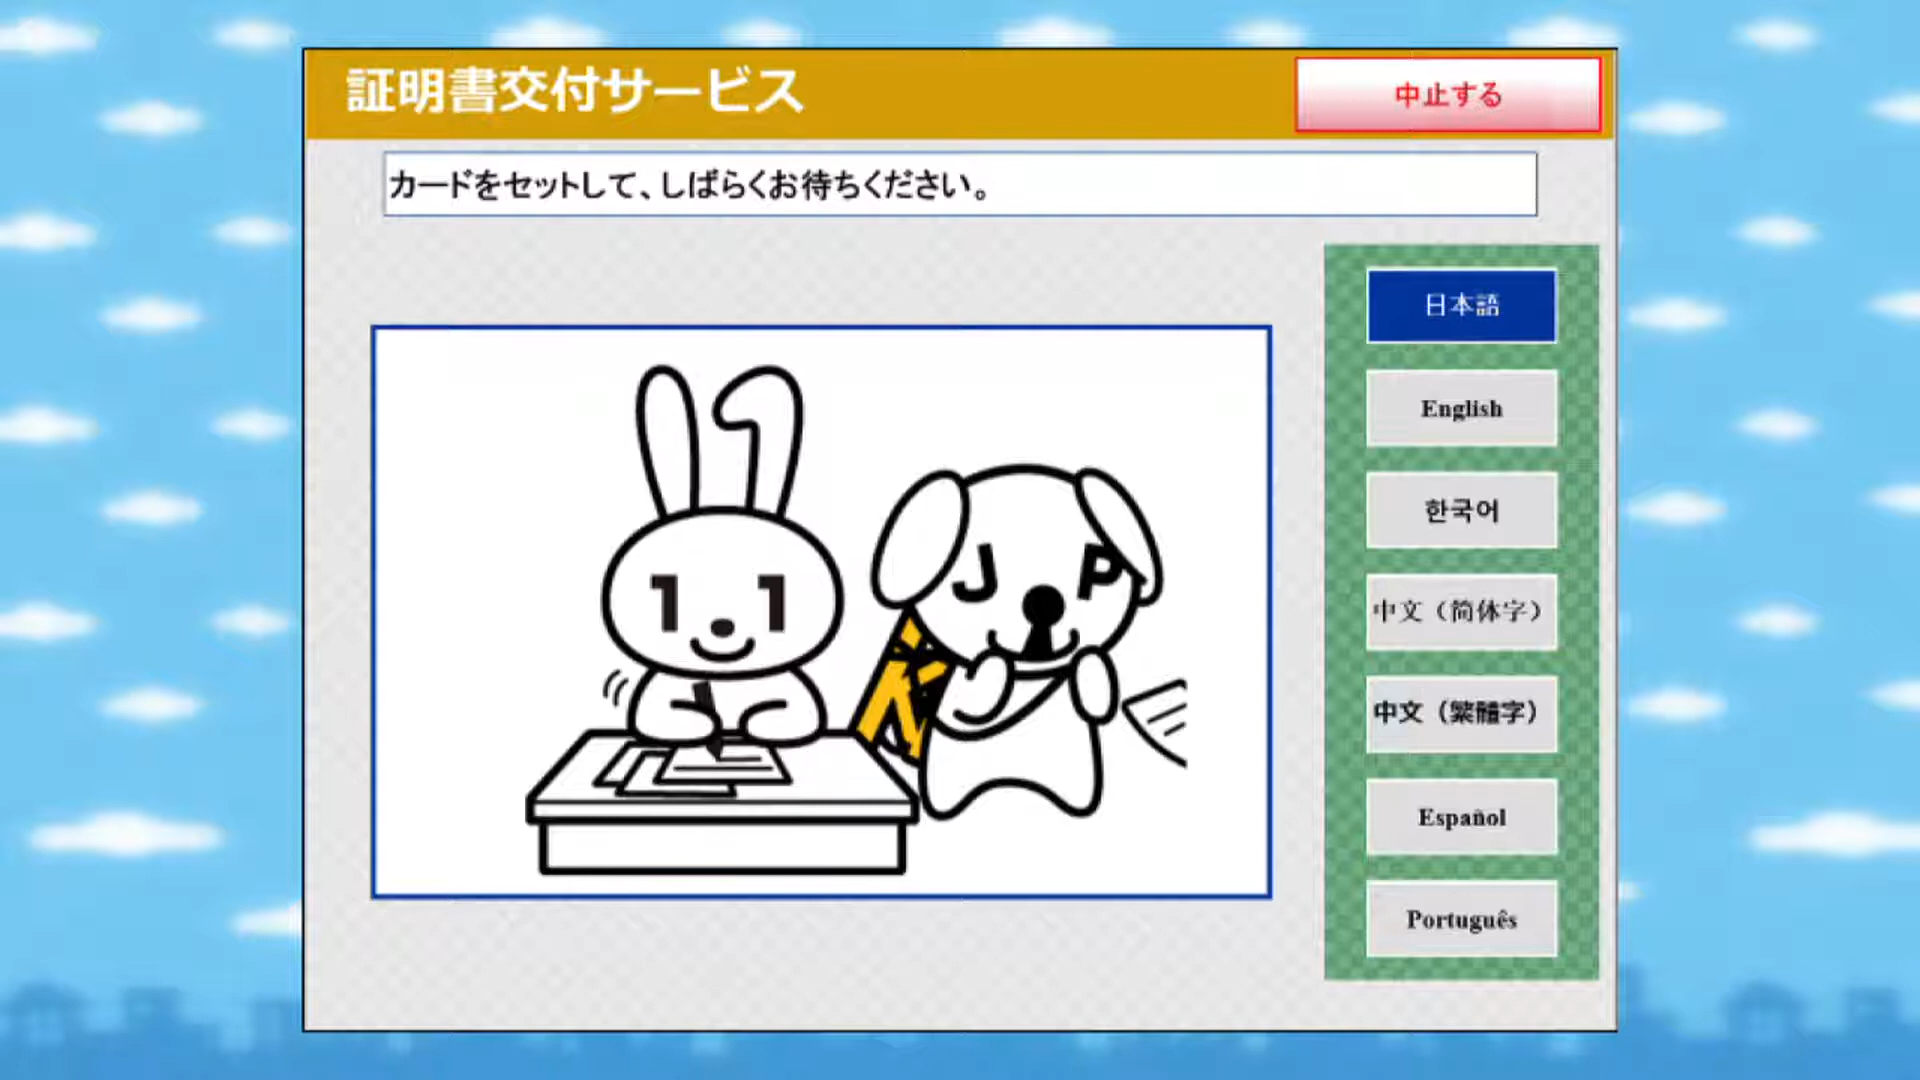 証明書交付サービス
中止する
カードをセットして、しばらくお待ちください。
日本語
English
한국어
中文（简体字）
中文（繁體字）
Español
Português
1 1
J P
K